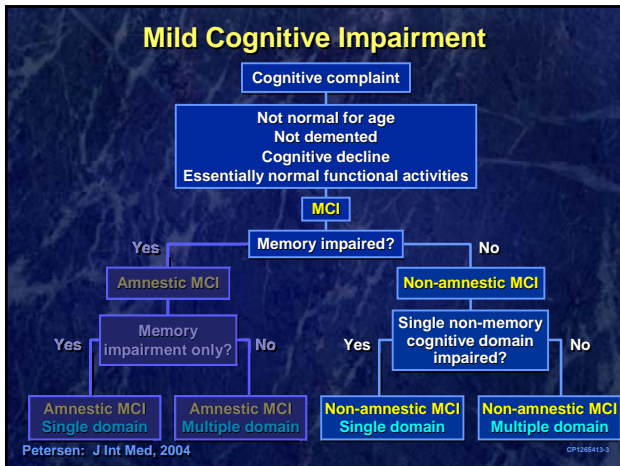 Mild Cognitive Impairment
Cognitive complaint
Not normal for age
Not demented
Cognitive decline
Essentially normal functional activities
MCI
Yes
Memory impaired?
No
Amnestic MCI
Non-amnestic MCI
Yes
Memory
impairment only?
No
Yes
Single non-memory
cognitive domain
impaired?
No
Amnestic MCI
Single domain
Amnestic MCI
Multiple domain
Non-amnestic MCI
Single domain
Non-amnestic MCI
Multiple domain
Petersen: J Int Med, 2004
CP1265413-3